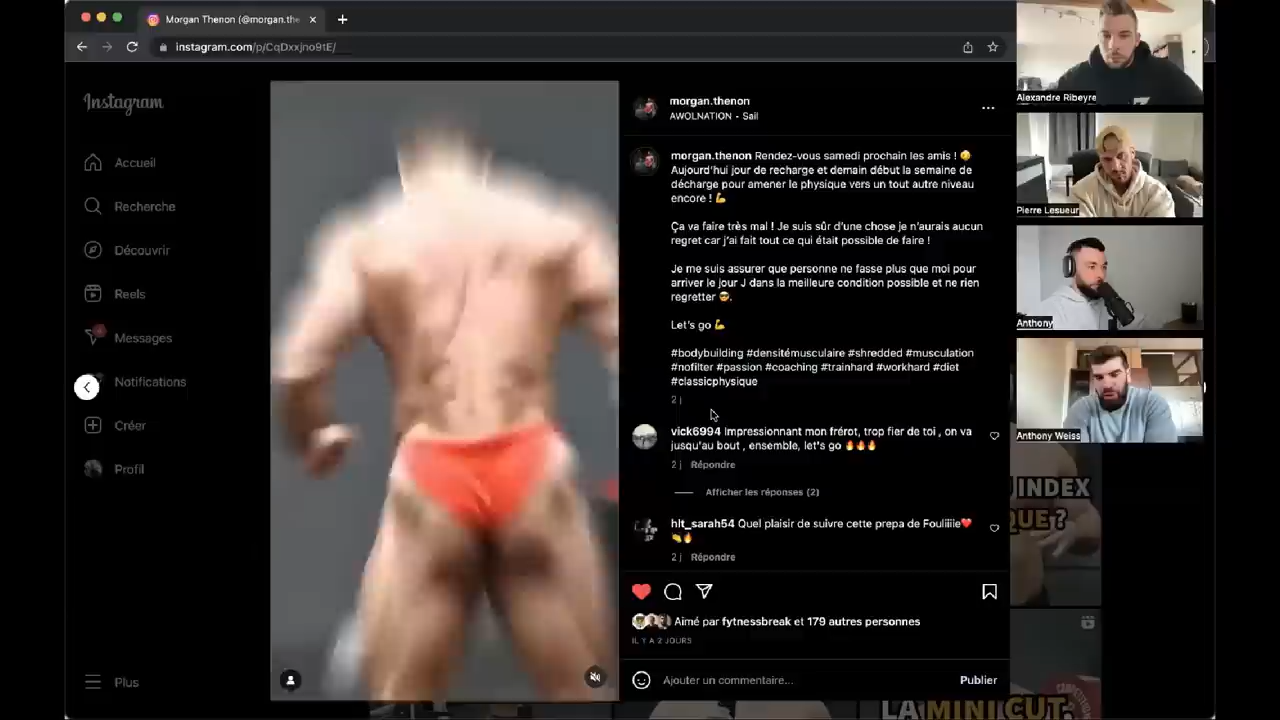 Morgan Thenon (@morgan.the
instagram.com/p/CqDxxjno9tE/
Instagram
Accueil
Recherche
Découvrir
Reels
Messages
Notifications
Créer
Profil
Plus
morgan.thenon
AWOLNATION - Sail
morgan.thenon Rendez-vous samedi prochain les amis !
Aujourd'hui jour de recharge et demain début la semaine de
décharge pour amener le physique vers un tout autre niveau
encore ! 💪
Ça va faire très mal ! Je suis sûr d'une chose je n'aurais aucun
regret car j'ai fait tout ce qui était possible de faire !
Je me suis assurer que personne ne fasse plus que moi pour
arriver le jour J dans la meilleure condition possible et ne rien
regretter 😎.
Let's go 💪
#bodybuilding #densitémusculaire #shredded #musculation
#nofilter #passion #coaching #trainhard #workhard #diet
#classicphysique
2 j
vick6994 Impressionnant mon frérot, trop fier de toi , on va
jusqu'au bout , ensemble, let's go 🔥🔥🔥
2 j Répondre
Afficher les réponses (2)
hlt_sarah54 Quel plaisir de suivre cette prepa de Fouliiiie❤️
💪🔥
2 j Répondre
Aimé par fytnessbreak et 179 autres personnes
IL Y A 2 JOURS
Ajouter un commentaire...
Publier
Alexandre Ribeyre
Pierre Lesueur
Anthony
Anthony Weiss
INDEX
QUE ?
LA MINI CUT